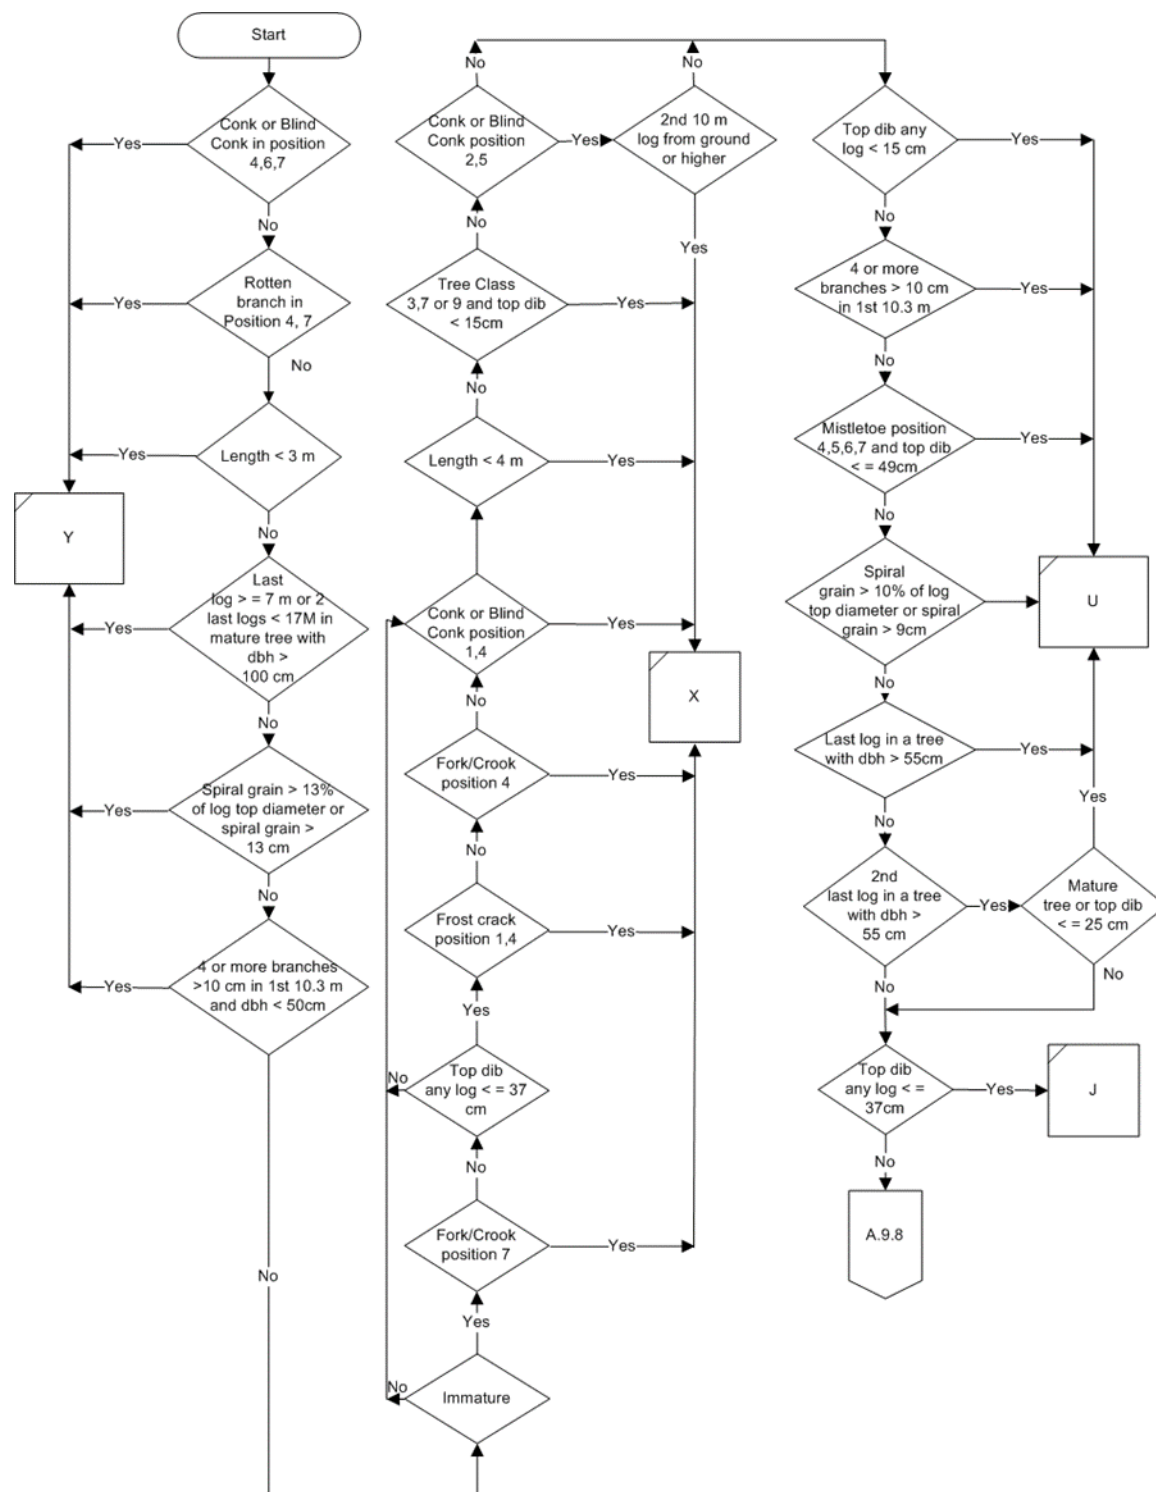 Start
Conk or Blind
Conk in position
4,6,7
Yes
No
Rotten
branch in
Position 4, 7
Yes
No
Length < 3 m
Yes
No
Y
Last
log > = 7 m or 2
last logs < 17M in
mature tree with
dbh >
100 cm
Yes
No
Spiral grain > 13%
of log top diameter or
spiral grain >
13 cm
Yes
No
4 or more branches
>10 cm in 1st 10.3 m
and dbh < 50cm
Yes
No
No
Conk or Blind
Conk position
2,5
Yes
No
2nd 10 m
log from ground
or higher
No
Yes
Tree Class
3,7 or 9 and top dib
< 15cm
Yes
No
Length < 4 m
Yes
Conk or Blind
Conk position
1,4
Yes
X
No
Fork/Crook
position 4
Yes
No
Frost crack
position 1,4
Yes
Yes
Top dib
any log < = 37
cm
No
No
Fork/Crook
position 7
Yes
Yes
Immature
No
Top dib any
log < 15 cm
Yes
No
4 or more
branches > 10 cm
in 1st 10.3 m
Yes
No
Mistletoe position
4,5,6,7 and top dib
< = 49cm
Yes
No
Spiral
grain > 10% of log
top diameter or spiral
grain > 9cm
U
No
Last log in a tree
with dbh > 55cm
Yes
No
Yes
2nd
last log in a tree
with dbh >
55 cm
Yes
Mature
tree or top dib
< = 25 cm
No
No
Top dib
any log < =
37cm
Yes
J
No
A.9.8